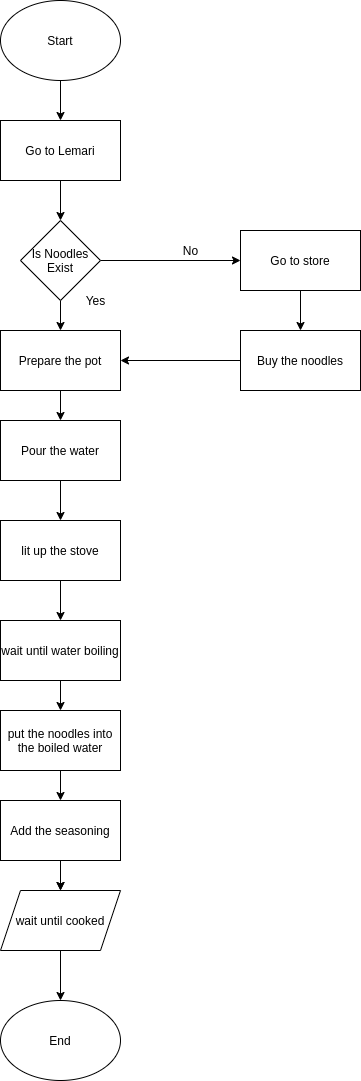 Start
Go to Lemari
Is Noodles
Exist
No
Go to store
Yes
Prepare the pot
Buy the noodles
Pour the water
lit up the stove
wait until water boiling
put the noodles into
the boiled water
Add the seasoning
wait until cooked
End